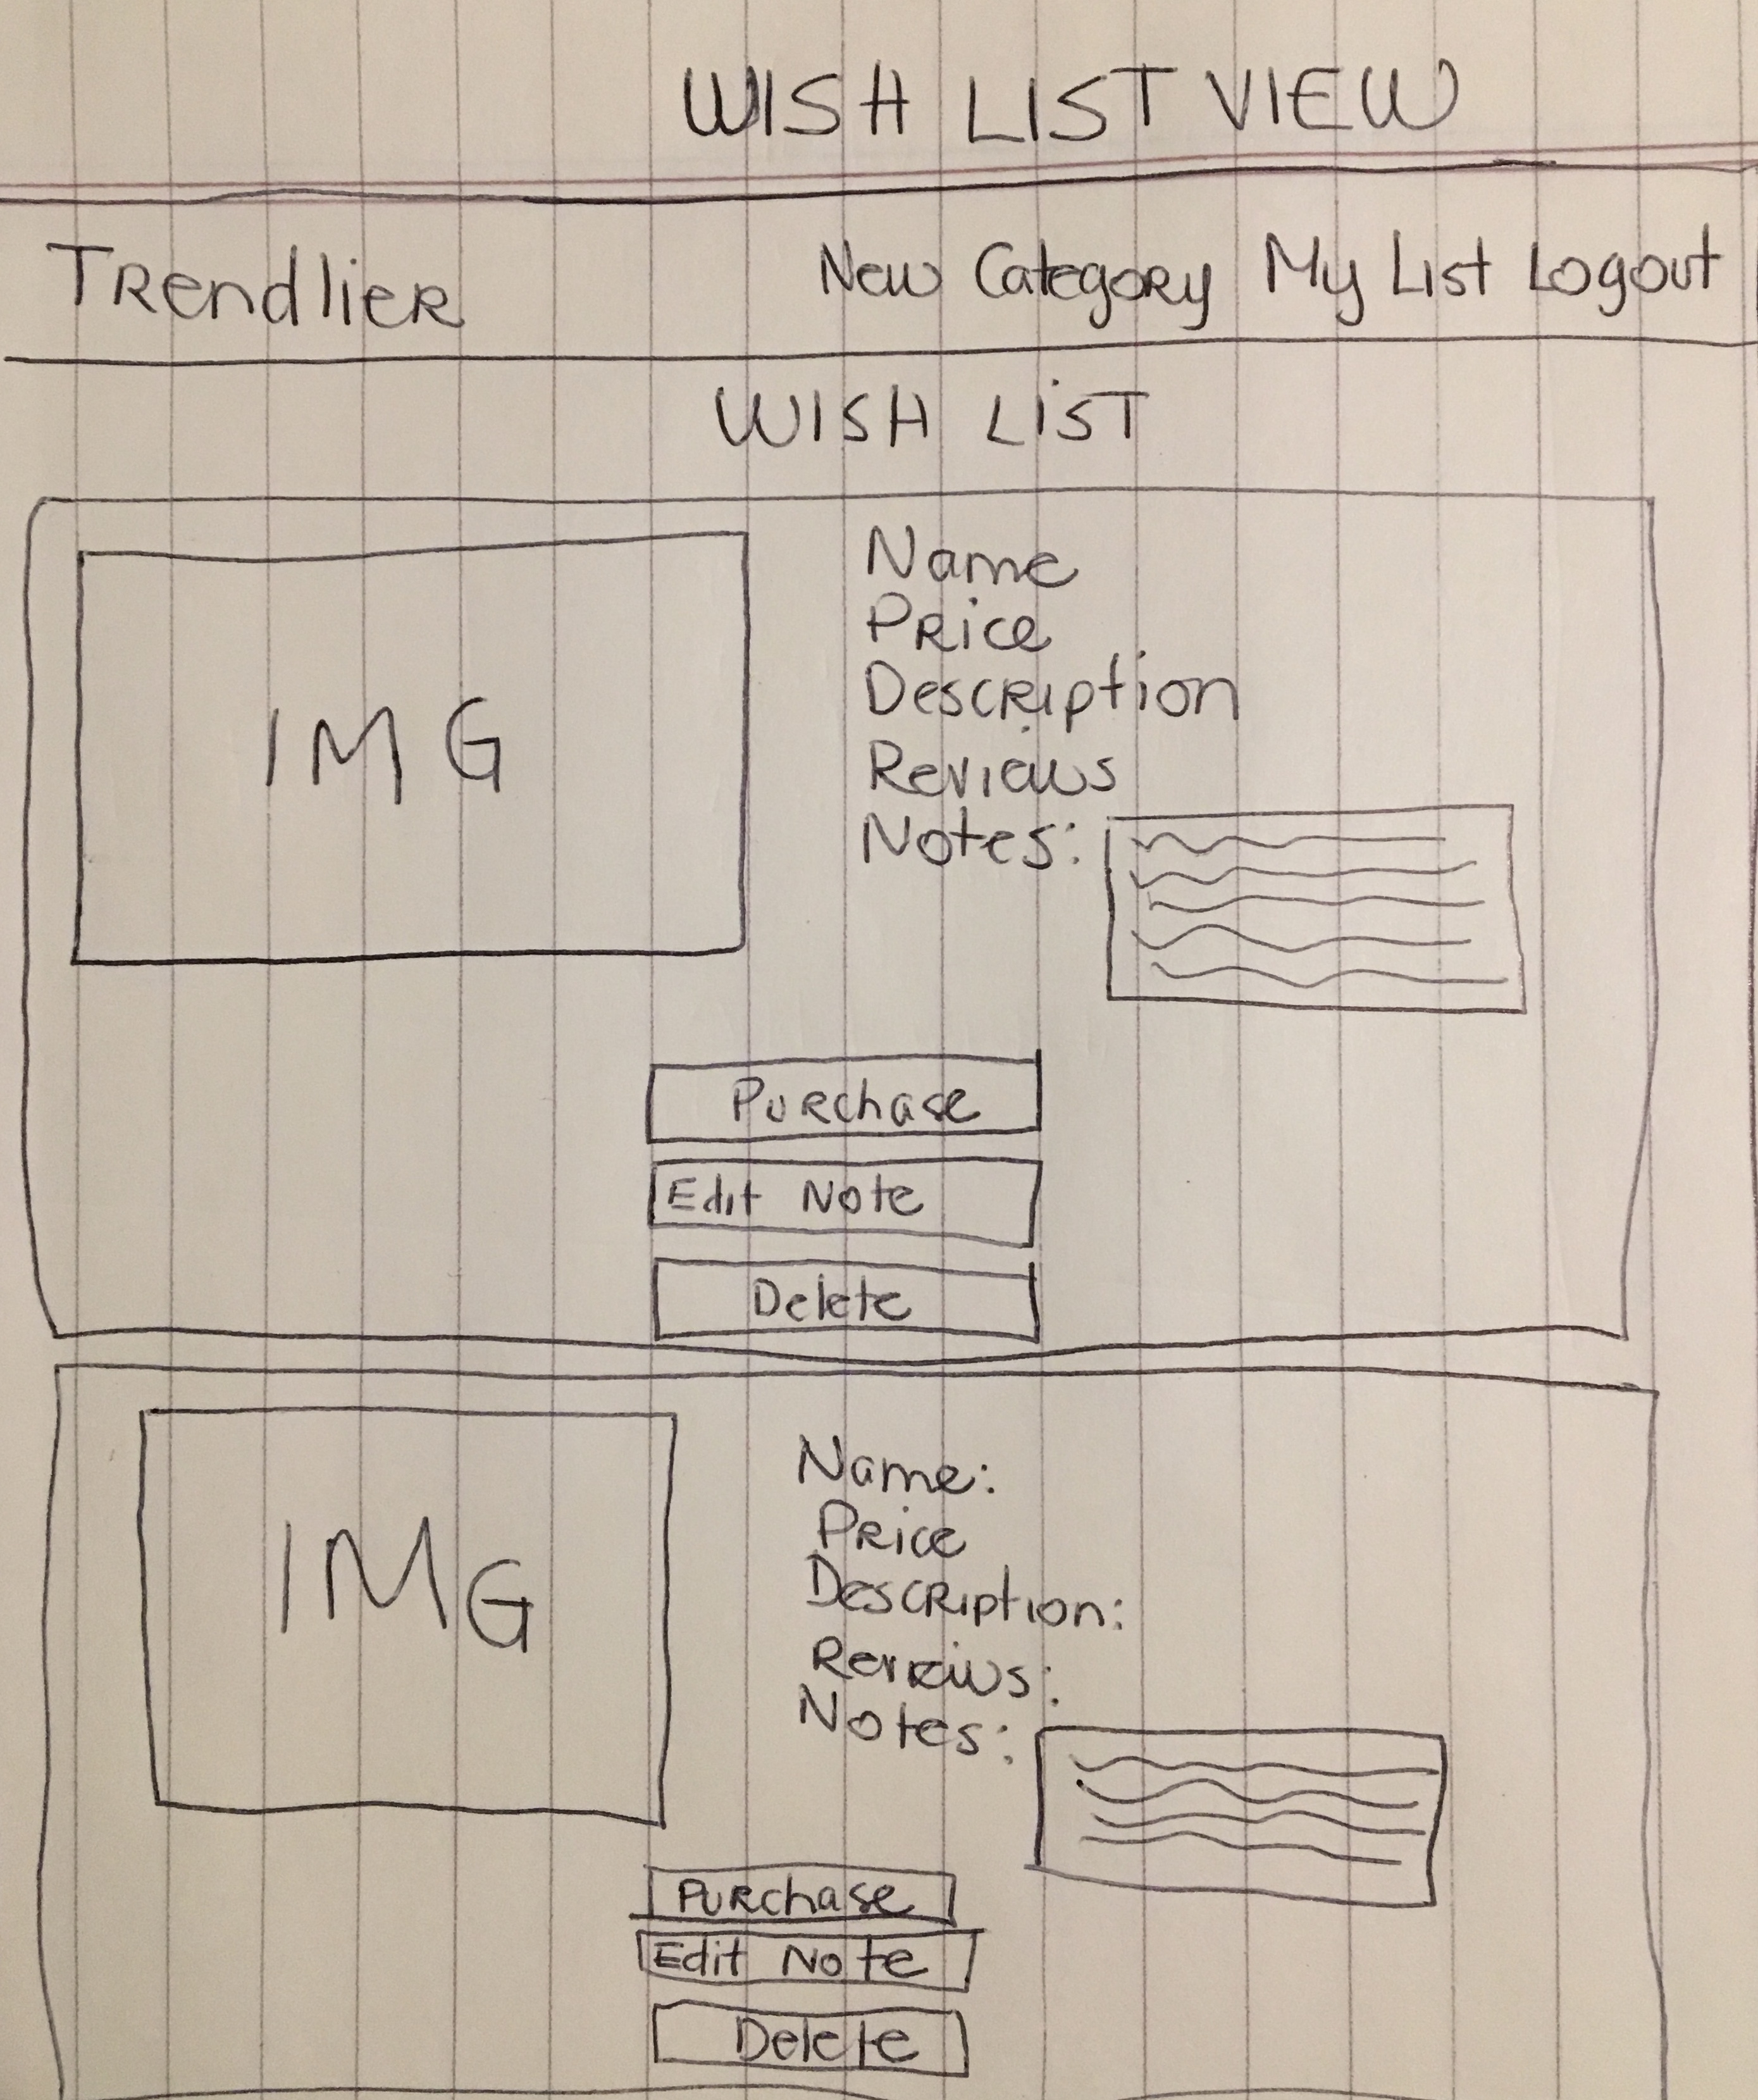 WISH LIST VIEW
Trendlier New Category My List Logout
WISH LIST
IMG
Name
Price
Description
Reviews
Notes:
Purchase
Edit Note
Delete
IMG
Name:
Price
Description:
Reviews:
Notes:
Purchase
Edit Note
Delete